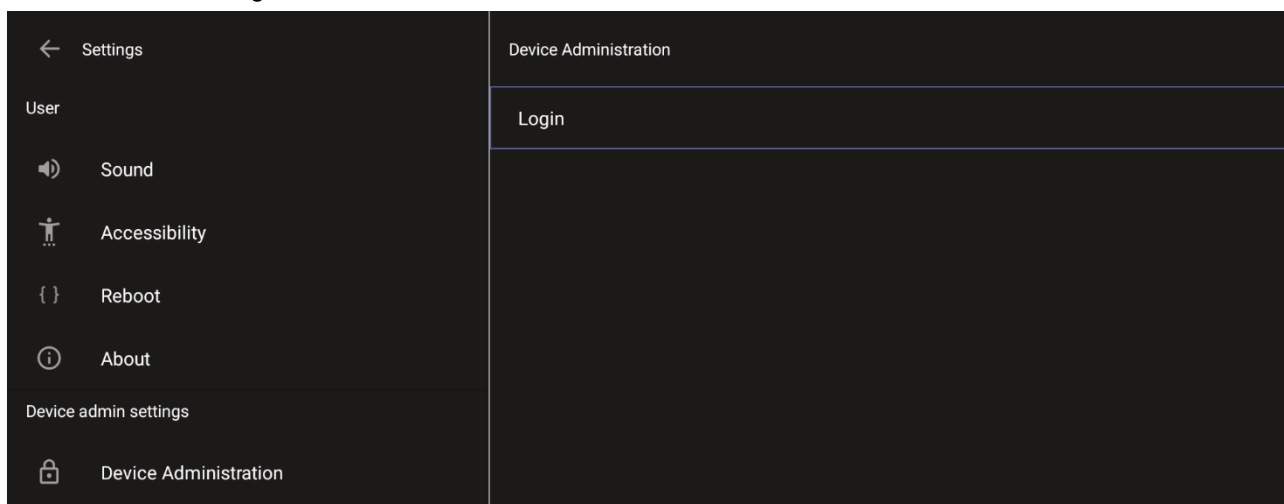 Settings
User
Sound
Accessibility
Reboot
About
Device admin settings
Device Administration
Device Administration
Login